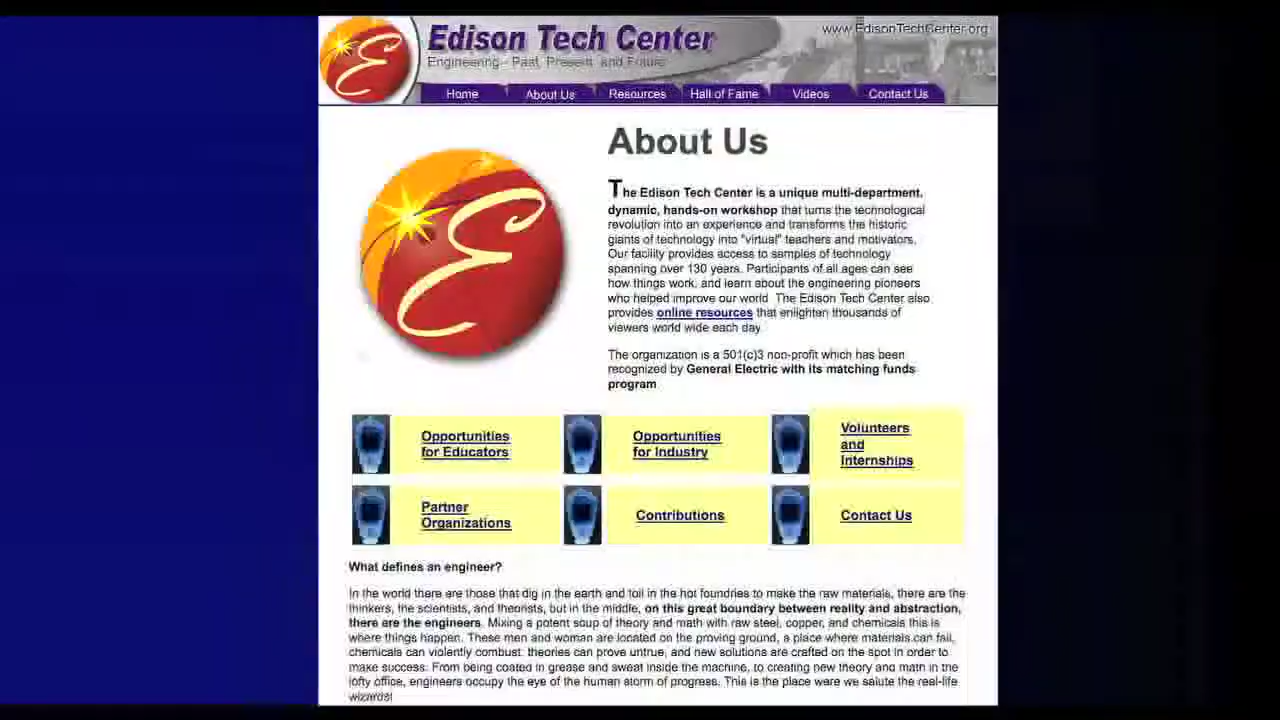 Edison Tech Center
www.EdisonTechCenter.org
Engineering - Past, Present, and Future
Home About Us Resources Hall of Fame Videos Contact Us
About Us
The Edison Tech Center is a unique multi-department,
dynamic, hands-on workshop that turns the technological
revolution into an experience and transforms the historic
giants of technology into "virtual" teachers and motivators.
Our facility provides access to samples of technology
spanning over 130 years. Participants of all ages can see
how things work, and learn about the engineering pioneers
who helped improve our world. The Edison Tech Center also
provides online resources that enlighten thousands of
viewers world wide each day.
The organization is a 501(c)3 non-profit which has been
recognized by General Electric with its matching funds
program.
Opportunities
for Educators
Opportunities
for Industry
Volunteers
and
Internships
Partner
Organizations
Contributions
Contact Us
What defines an engineer?
In the world there are those that dig in the earth and toil in the hot foundries to make the raw materials, there are the
thinkers, the scientists, and theorists, but in the middle, on this great boundary between reality and abstraction,
there are the engineers. Mixing a potent soup of theory and math with raw steel, copper, and chemicals this is
where things happen. These men and woman are located on the proving ground, a place where materials can fail,
chemicals can violently combust, theories can prove untrue, and new solutions are crafted on the spot in order to
make success. From being coated in grease and sweat inside the machine, to creating new theory and math in the
lofty office, engineers occupy the eye of the human storm of progress. This is the place were we salute the real-life
wizards!